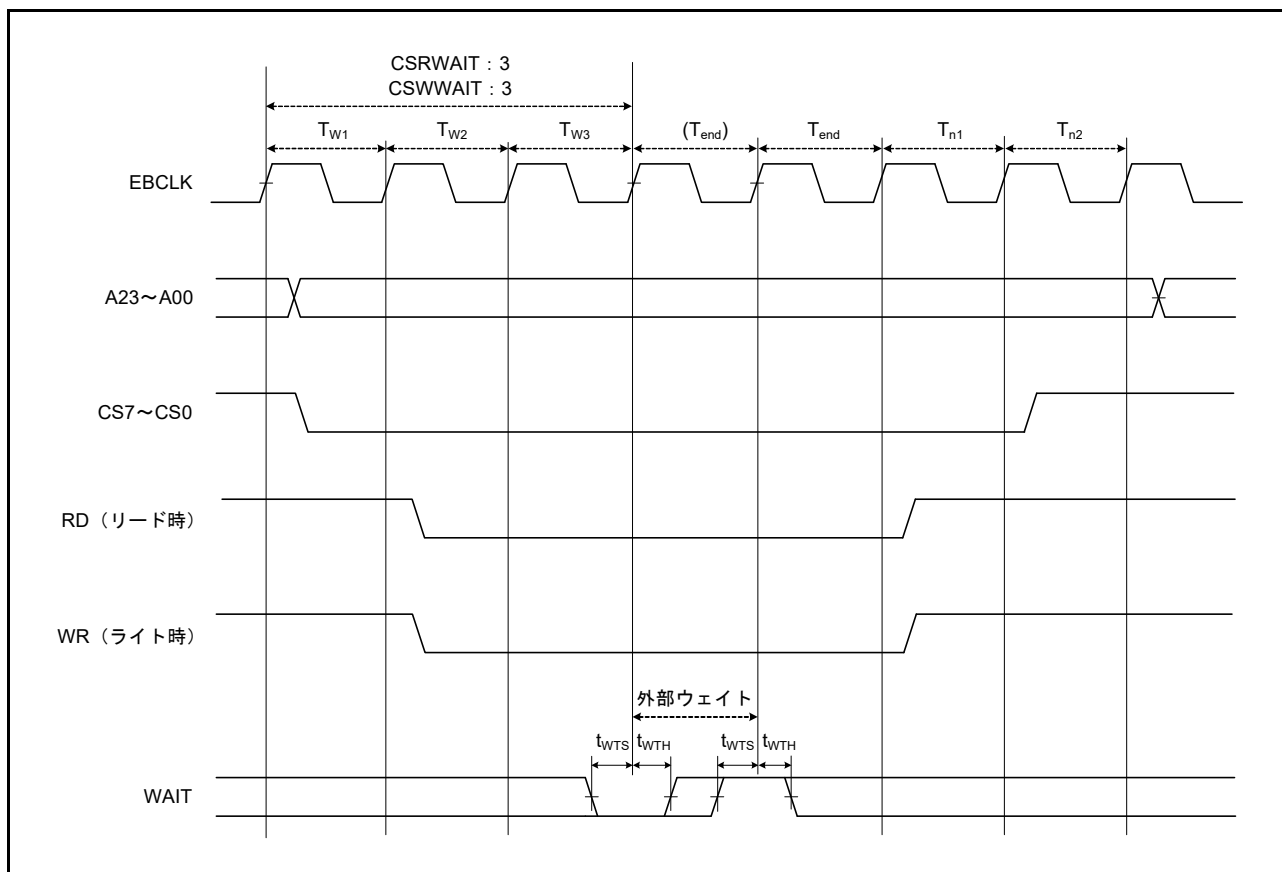 CSRWAIT：3
CSWWAIT：3
TW1 TW2 TW3 (Tend) Tend Tn1 Tn2
EBCLK
A23～A00
CS7～CS0
RD（リード時）
WR（ライト時）
外部ウェイト
tWTS tWTH tWTS tWTH
WAIT